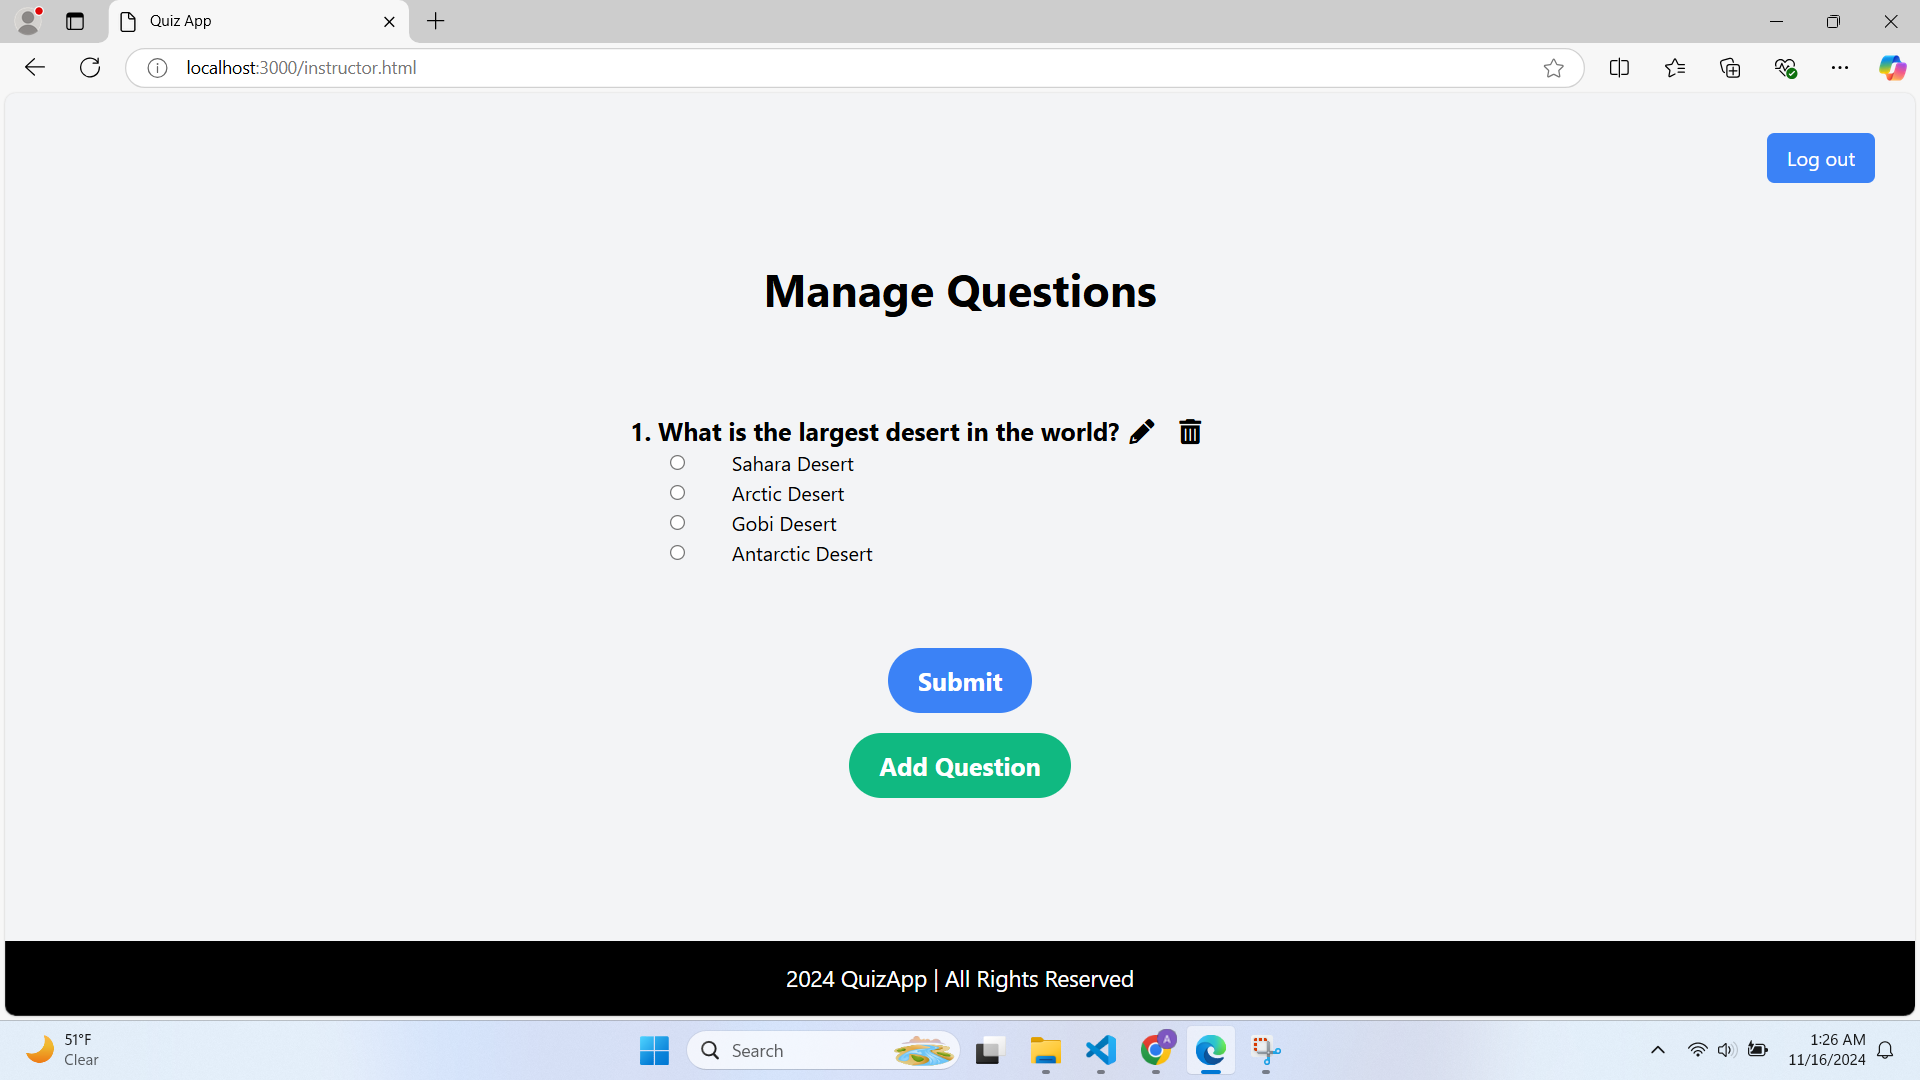 Quiz App
localhost:3000/instructor.html
Log out
Manage Questions
1. What is the largest desert in the world?
Sahara Desert
Arctic Desert
Gobi Desert
Antarctic Desert
Submit
Add Question
2024 QuizApp | All Rights Reserved
51°F
Clear
Search
A
1:26 AM
11/16/2024